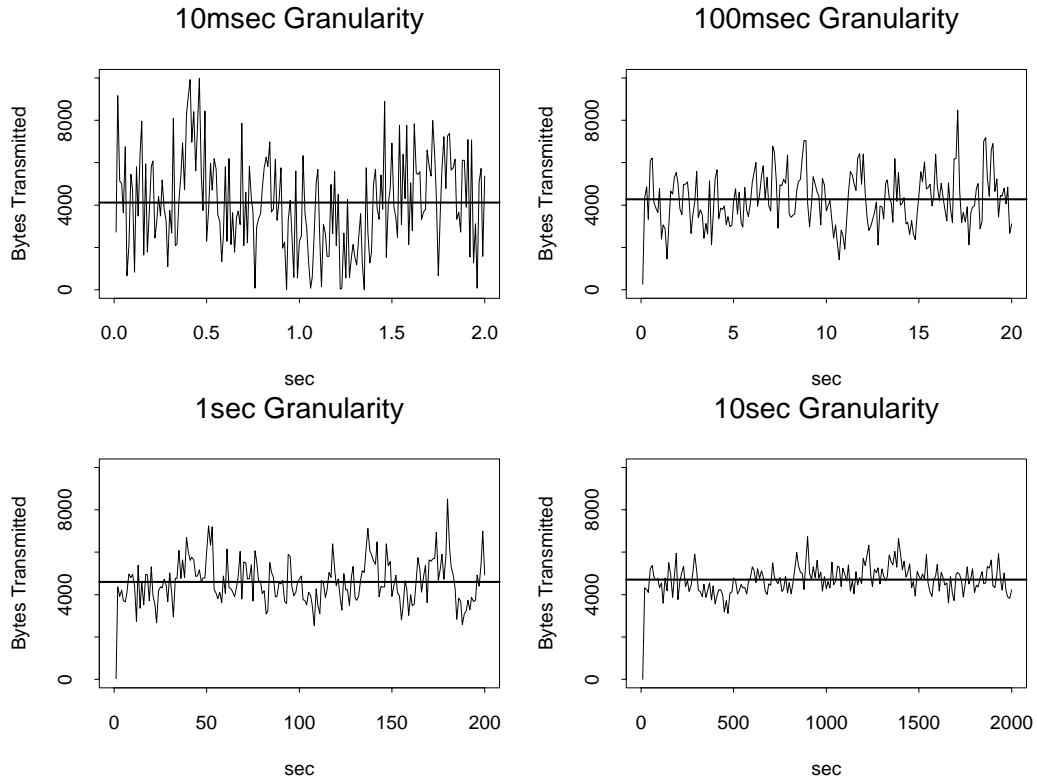 10msec Granularity
Bytes Transmitted
8000
4000
0
0.0 0.5 1.0 1.5 2.0
sec
100msec Granularity
Bytes Transmitted
8000
4000
0
0 5 10 15 20
sec
1sec Granularity
Bytes Transmitted
8000
4000
0
0 50 100 150 200
sec
10sec Granularity
Bytes Transmitted
8000
4000
0
0 500 1000 1500 2000
sec